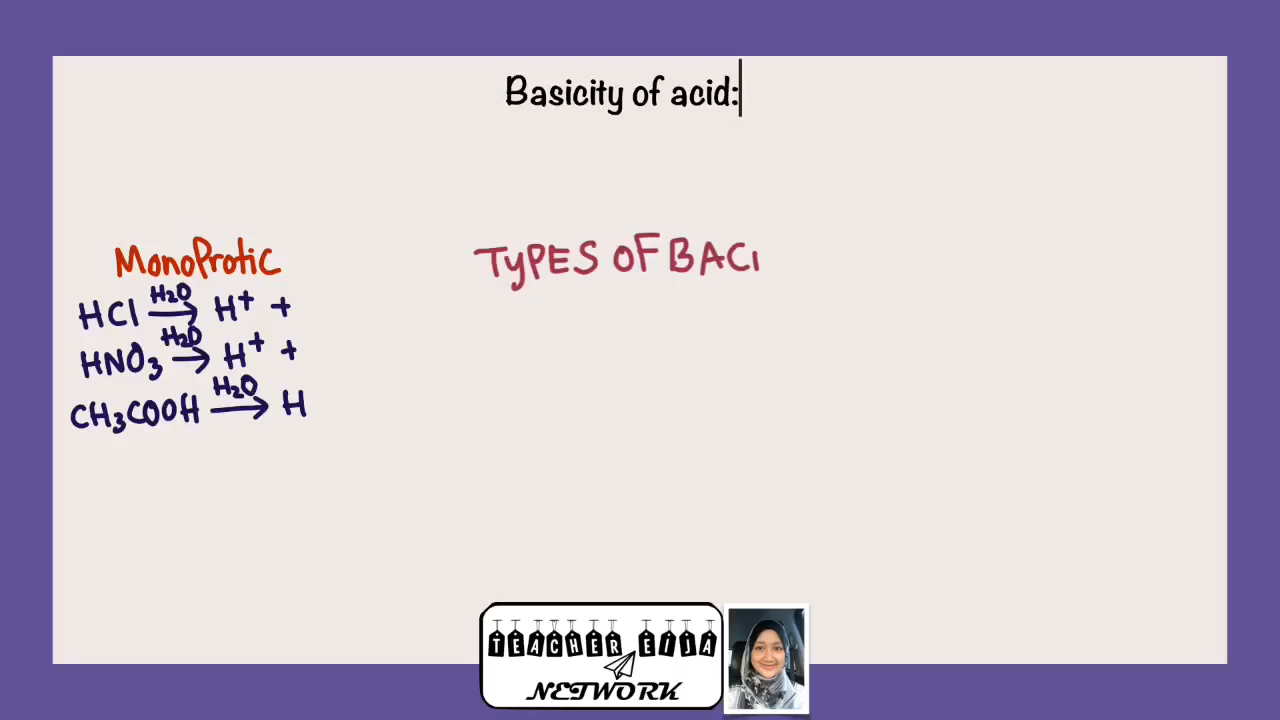 Basicity of acid:
MonoProtic
HCl H₂O→ H⁺ +
HNO₃ H₂O→ H⁺ +
CH₃COOH H₂O→ H
TyPES OF BACI
TEACHER EIJA
NETWORK